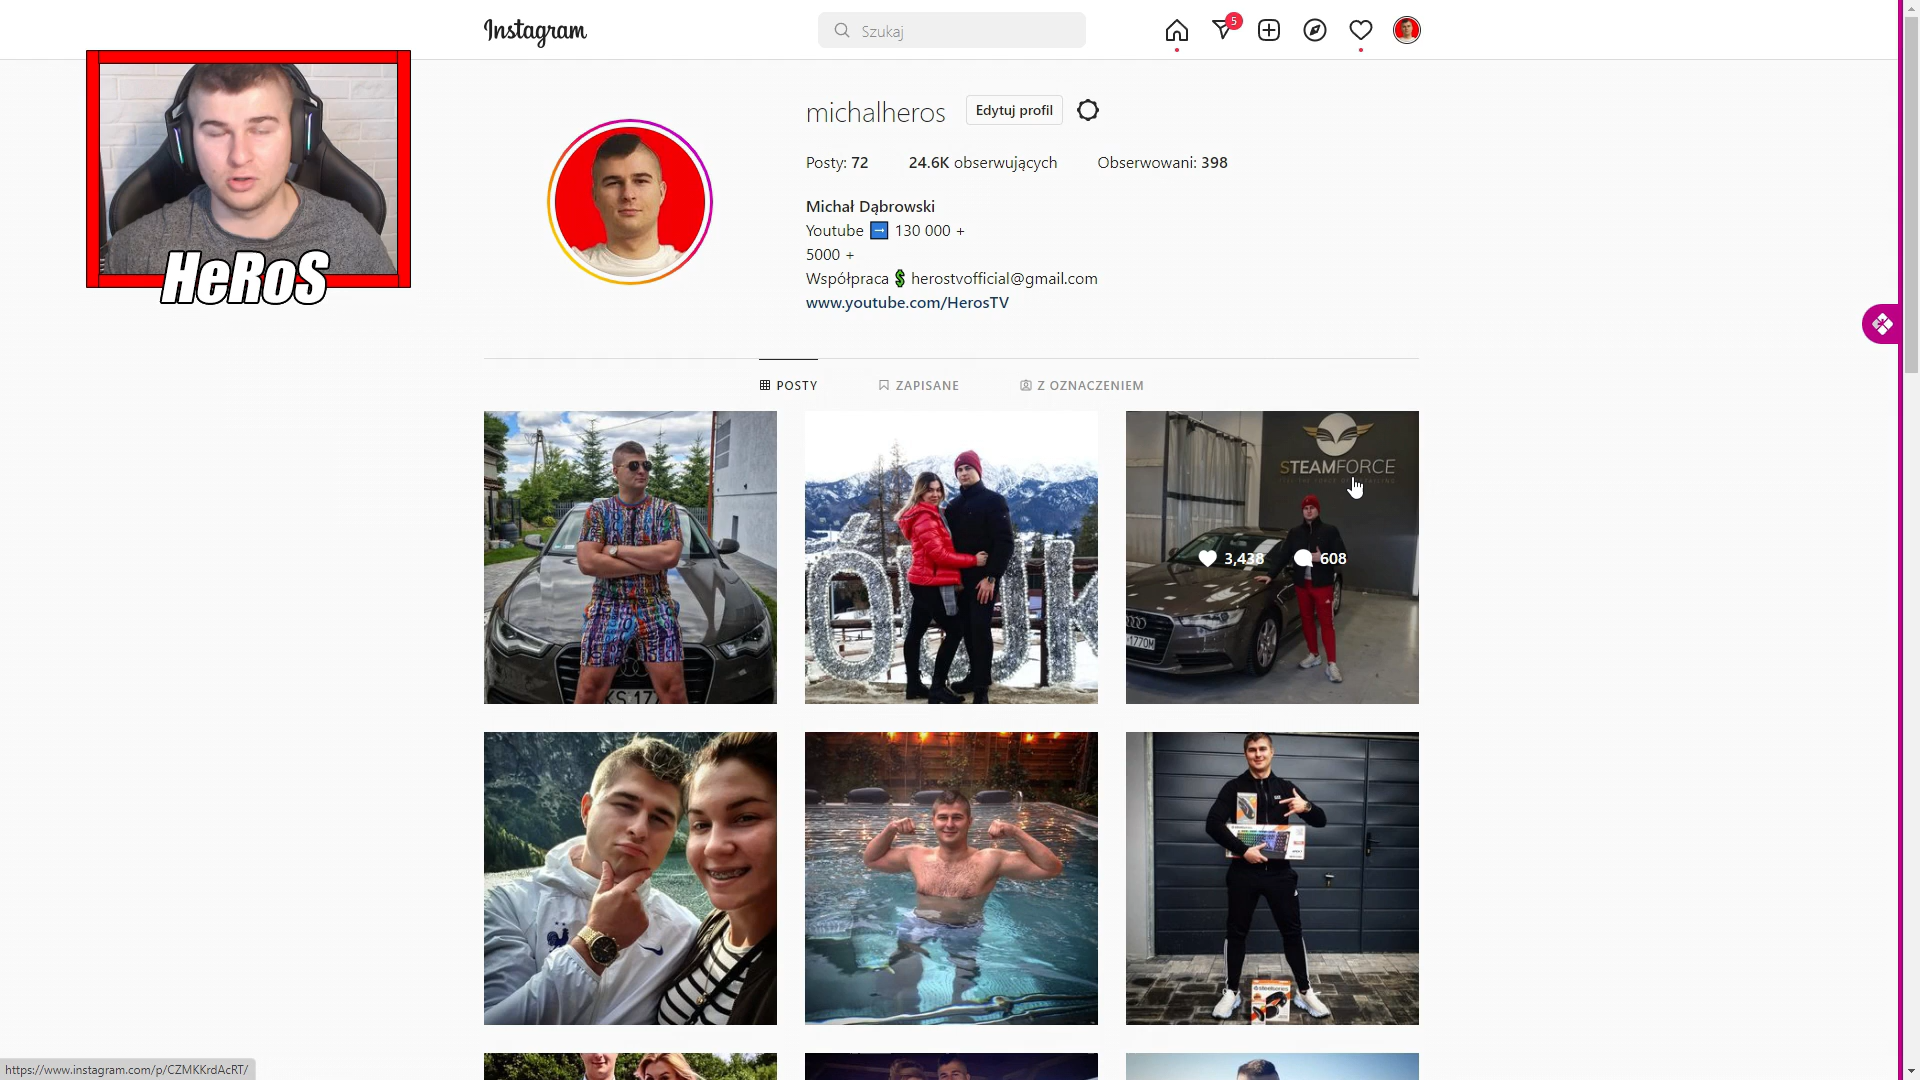 Instagram
Szukaj
5
HeRoS
michalheros
Edytuj profil
Posty: 72
24.6K obserwujących
Obserwowani: 398
Michał Dąbrowski
Youtube ➡ 130 000 +
5000 +
Współpraca 💲 herostvofficial@gmail.com
www.youtube.com/HerosTV
POSTY
ZAPISANE
Z OZNACZENIEM
STEAMFORCE
3,438
608
https://www.instagram.com/p/CZMKKrdAcRT/